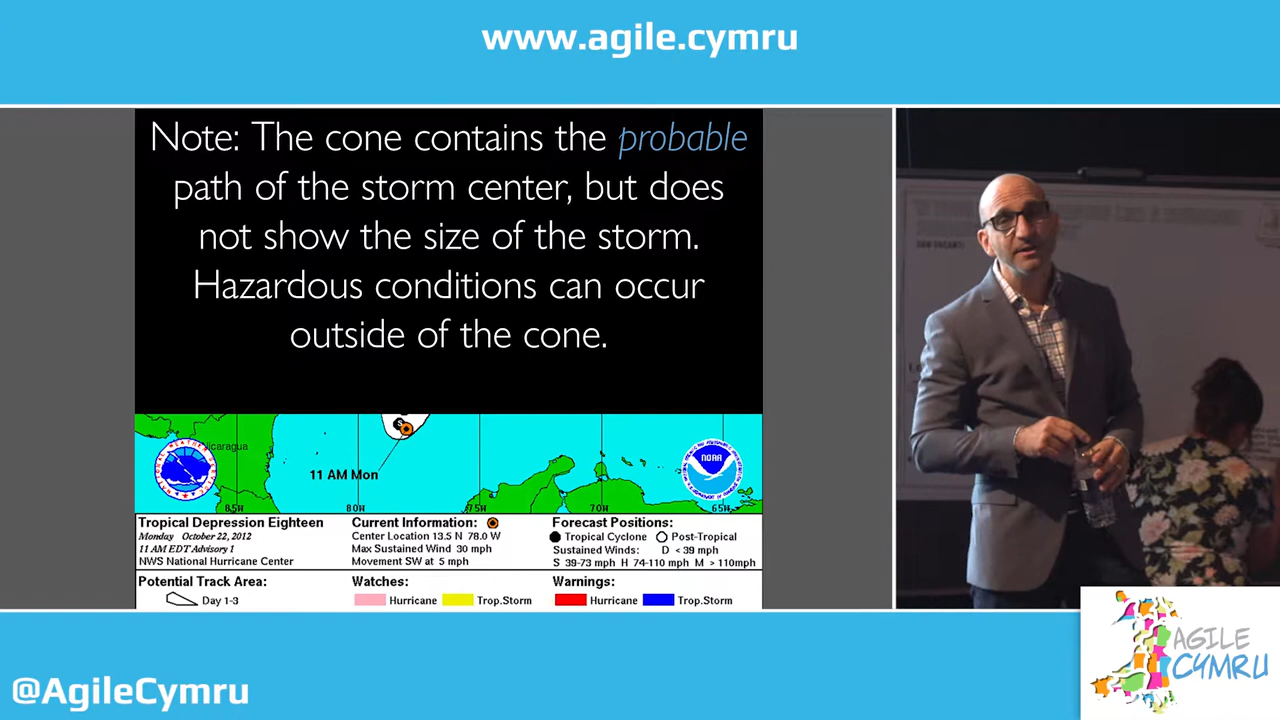 www.agile.cymru
Note: The cone contains the probable
path of the storm center, but does
not show the size of the storm.
Hazardous conditions can occur
outside of the cone.
Nicaragua
11 AM Mon
NOAA
85W
80W
75W
70W
65W
Tropical Depression Eighteen
Monday October 22, 2012
11 AM EDT Advisory 1
NWS National Hurricane Center
Current Information:
Center Location 13.5 N 78.0 W
Max Sustained Wind 30 mph
Movement SW at 5 mph
Forecast Positions:
Tropical Cyclone Post-Tropical
Sustained Winds: D < 39 mph
S 39-73 mph H 74-110 mph M > 110mph
Potential Track Area:
Day 1-3
Watches:
Hurricane Trop.Storm
Warnings:
Hurricane Trop.Storm
@AgileCymru
AGILE
CYMRU